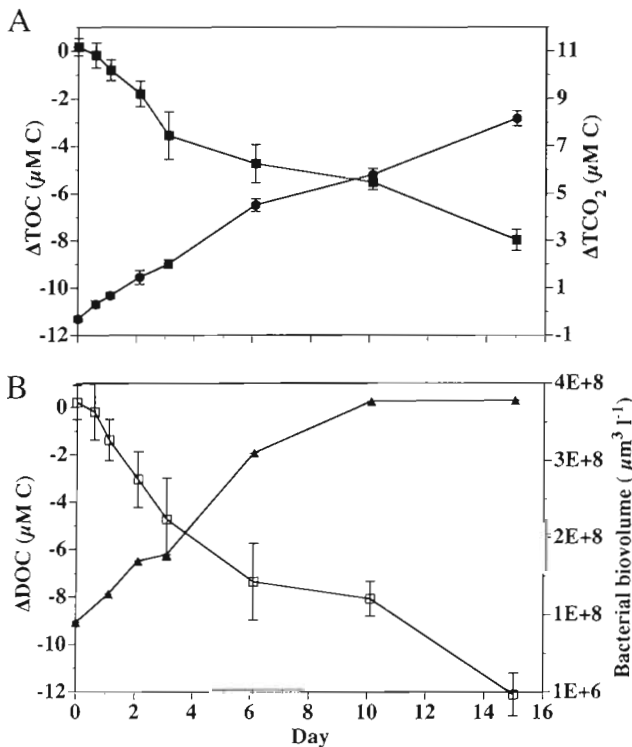 A
0
-2
-4
-6
-8
-10
-12
ΔTOC (µM C)
11
9
7
5
3
1
-1
ΔTCO₂ (µM C)
B
0
-2
-4
-6
-8
-10
-12
ΔDOC (µM C)
4E+8
3E+8
2E+8
1E+8
1E+6
Bacterial biovolume ( µm³ l⁻¹)
0 2 4 6 8 10 12 14 16
Day